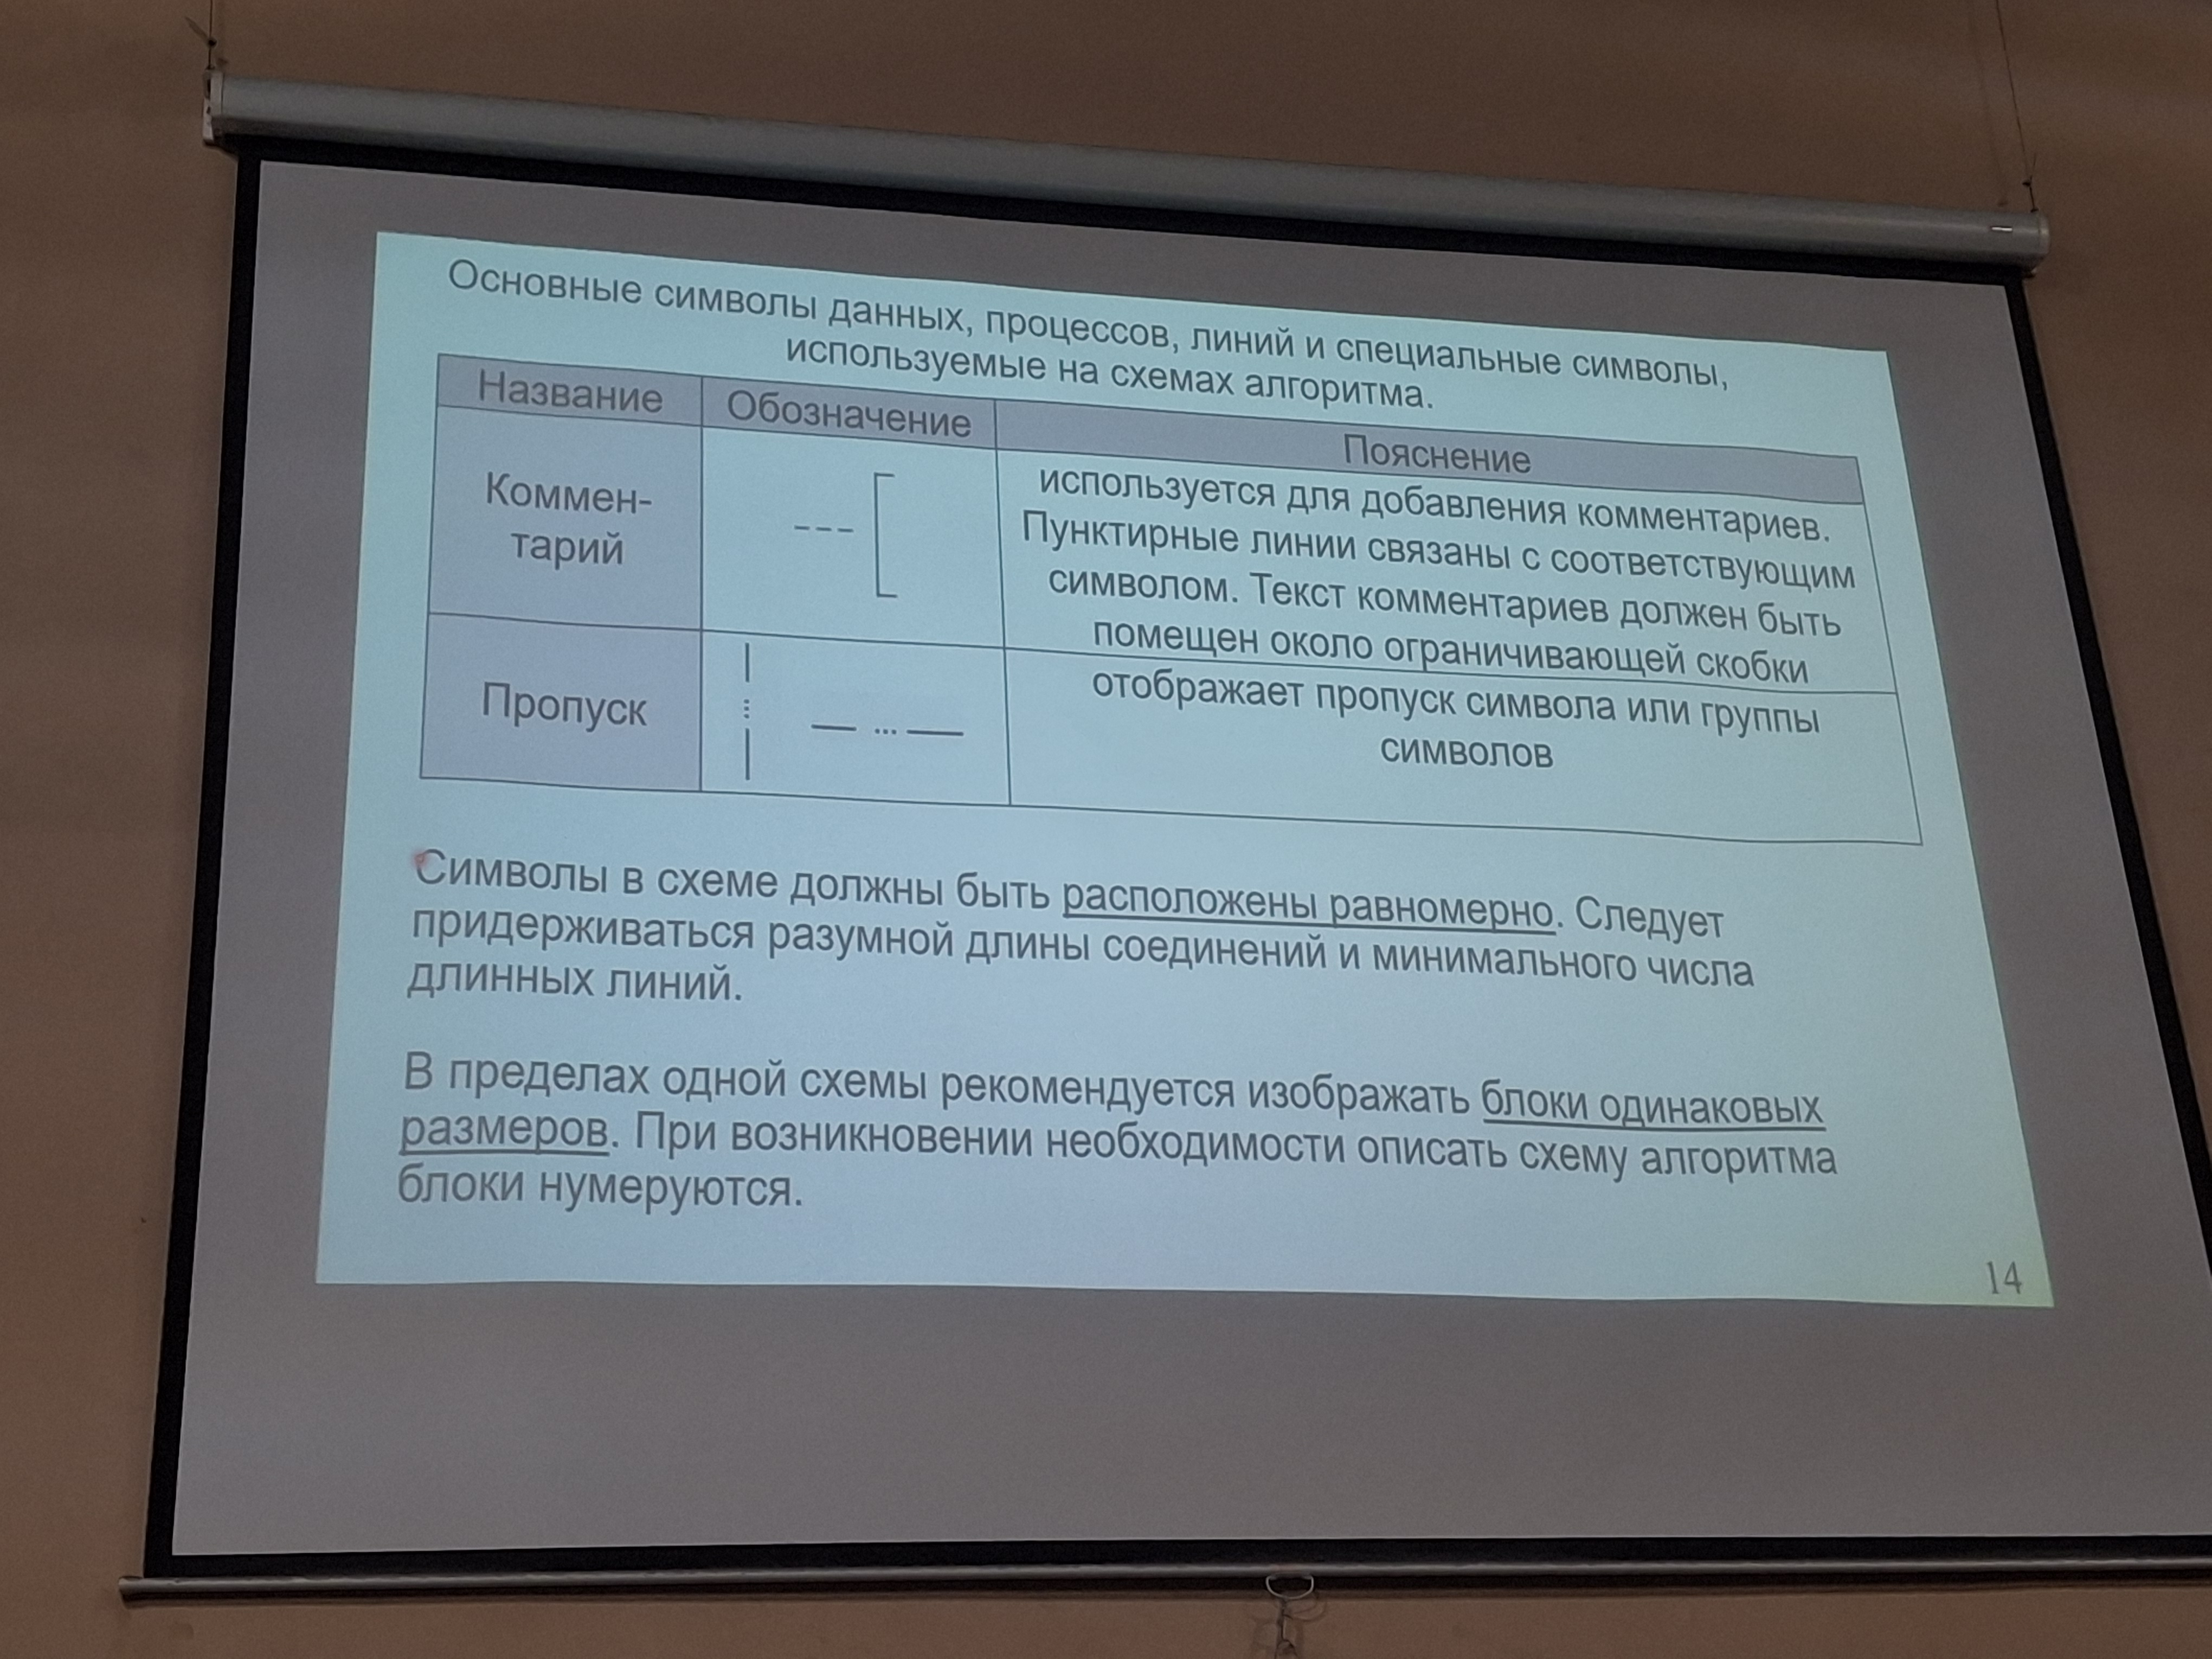 Основные символы данных, процессов, линий и специальные символы,
используемые на схемах алгоритма.
Название
Обозначение
Пояснение
Коммен-
тарий
используется для добавления комментариев.
Пунктирные линии связаны с соответствующим
символом. Текст комментариев должен быть
помещен около ограничивающей скобки
Пропуск
отображает пропуск символа или группы
символов
Символы в схеме должны быть расположены равномерно. Следует
придерживаться разумной длины соединений и минимального числа
длинных линий.
В пределах одной схемы рекомендуется изображать блоки одинаковых
размеров. При возникновении необходимости описать схему алгоритма
блоки нумеруются.
14